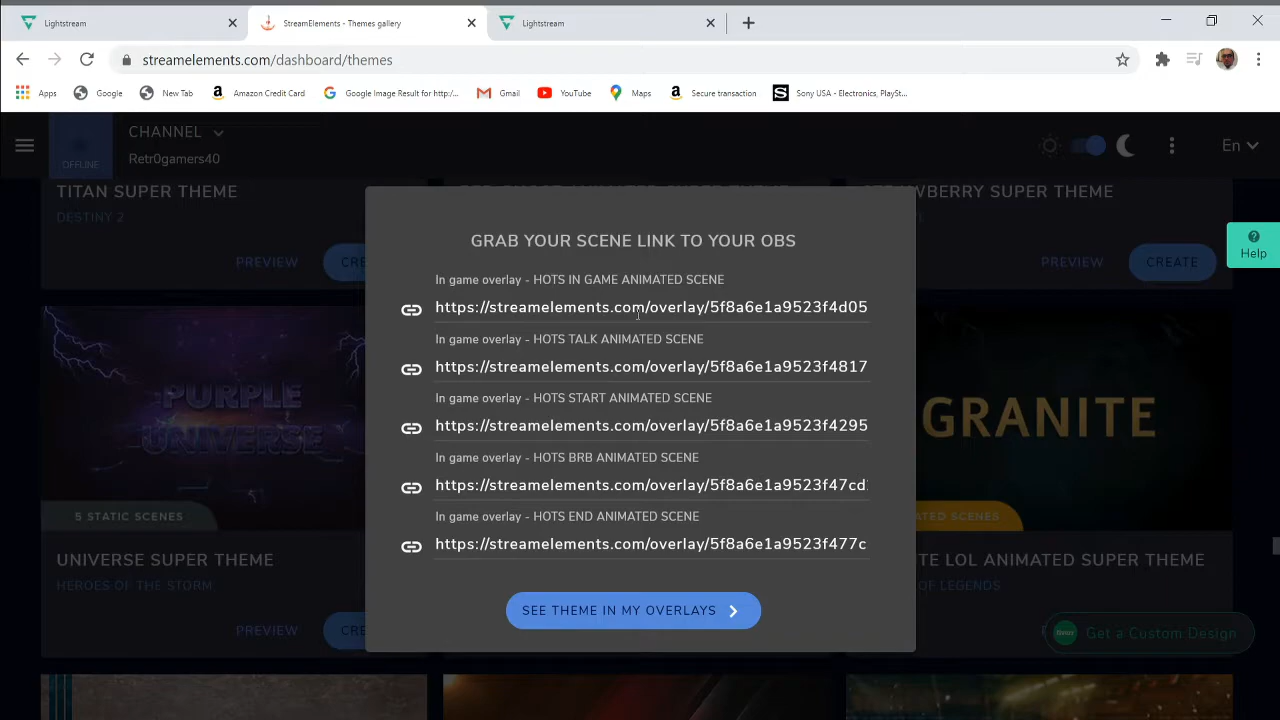 Lightstream
StreamElements - Themes gallery
Lightstream
streamelements.com/dashboard/themes
Apps
Google
New Tab
Amazon Credit Card
Google Image Result for http:/...
Gmail
YouTube
Maps
Secure transaction
Sony USA - Electronics, PlaySt...
OFFLINE
CHANNEL
Retr0gamers40
En
TITAN SUPER THEME
DESTINY 2
PREVIEW
SUPER THEME
PREVIEW
CREATE
Help
GRAB YOUR SCENE LINK TO YOUR OBS
In game overlay - HOTS IN GAME ANIMATED SCENE
https://streamelements.com/overlay/5f8a6e1a9523f4d05
In game overlay - HOTS TALK ANIMATED SCENE
https://streamelements.com/overlay/5f8a6e1a9523f4817
In game overlay - HOTS START ANIMATED SCENE
https://streamelements.com/overlay/5f8a6e1a9523f4295
In game overlay - HOTS BRB ANIMATED SCENE
https://streamelements.com/overlay/5f8a6e1a9523f47cd
In game overlay - HOTS END ANIMATED SCENE
https://streamelements.com/overlay/5f8a6e1a9523f477c
SEE THEME IN MY OVERLAYS
PURPLE
UNIVERSE
5 STATIC SCENES
UNIVERSE SUPER THEME
HEROES OF THE STORM
PREVIEW
GRANITE
SCENES
LOL ANIMATED SUPER THEME
OF LEGENDS
Get a Custom Design